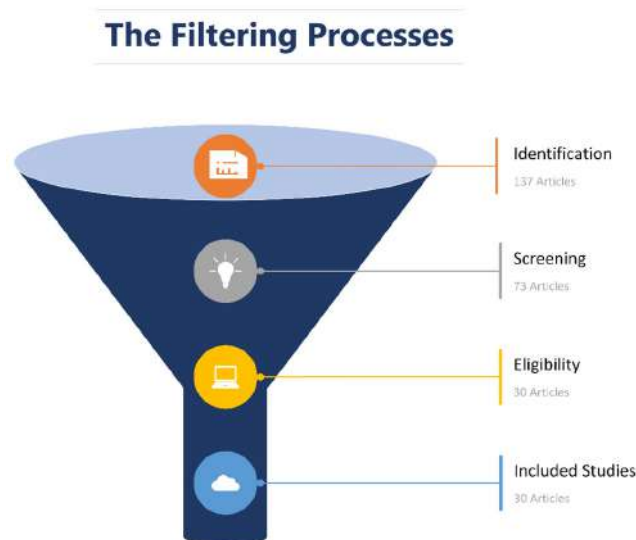 The Filtering Processes
Identification
137 Articles
Screening
73 Articles
Eligibility
30 Articles
Included Studies
30 Articles